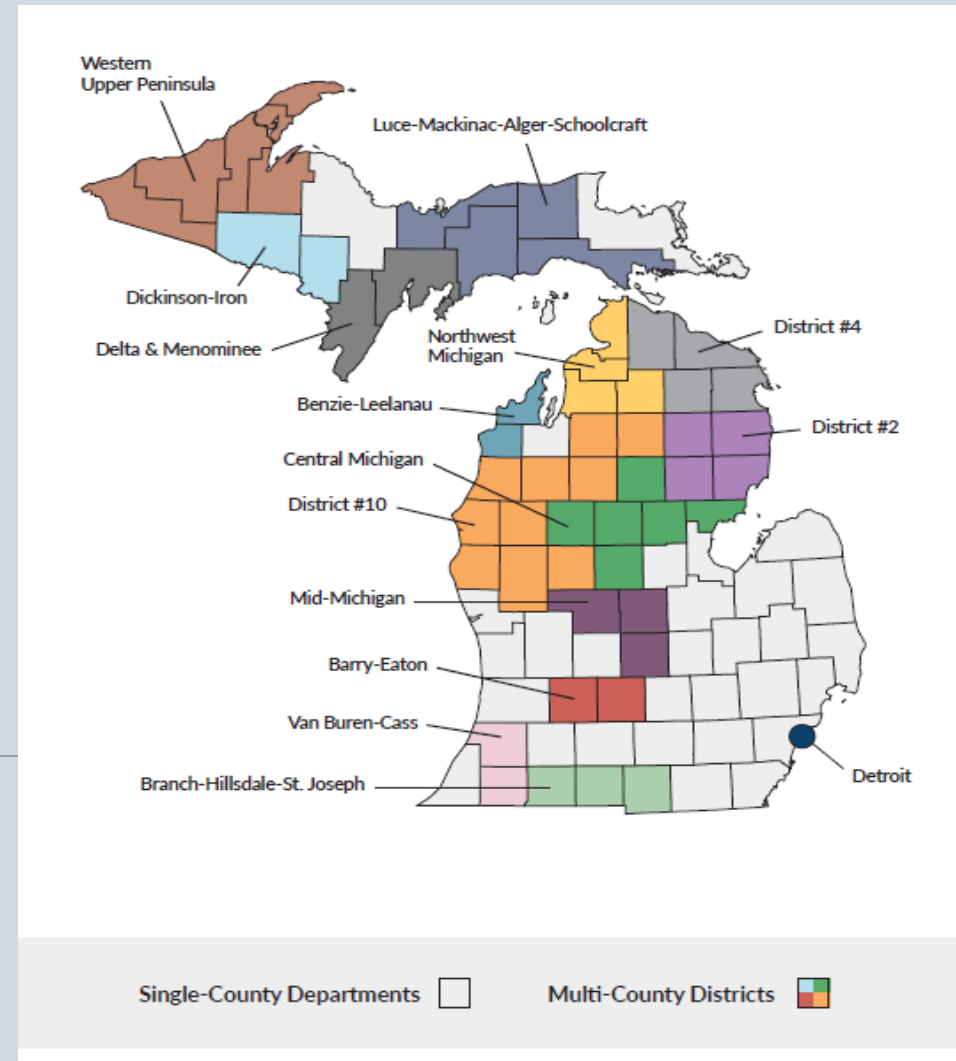 Western
Upper Peninsula
Luce-Mackinac-Alger-Schoolcraft
Dickinson-Iron
Delta & Menominee
Northwest
Michigan
District #4
Benzie-Leelanau
District #2
Central Michigan
District #10
Mid-Michigan
Barry-Eaton
Van Buren-Cass
Detroit
Branch-Hillsdale-St. Joseph
Single-County Departments
Multi-County Districts